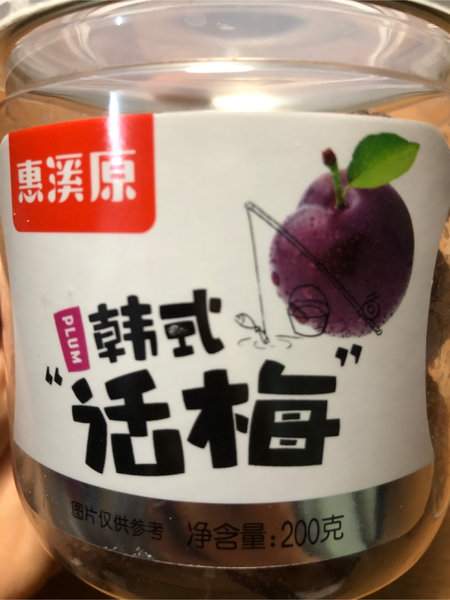 惠溪原
PLUM
韩式
“话梅”
图片仅供参考
净含量:200克